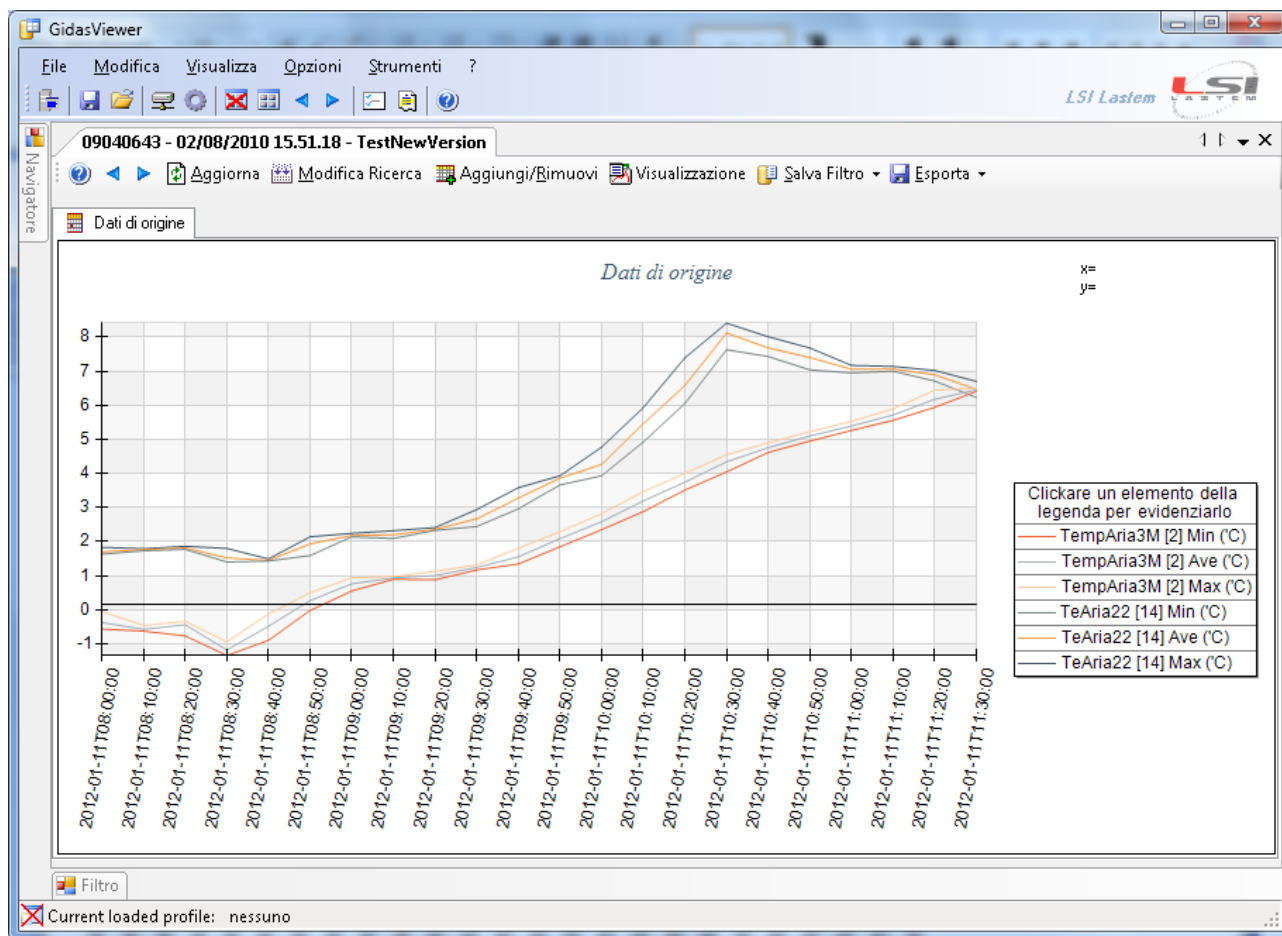 GidasViewer
File Modifica Visualizza Opzioni Strumenti ?
LSI Lastem
LSI
LASTEM
Navigatore
09040643 - 02/08/2010 15.51.18 - TestNewVersion
Aggiorna Modifica Ricerca Aggiungi/Rimuovi Visualizzazione Salva Filtro Esporta
Dati di origine
Dati di origine
x=
y=
8
7
6
5
4
3
2
1
0
-1
2012-01-11T08:00:00
2012-01-11T08:10:00
2012-01-11T08:20:00
2012-01-11T08:30:00
2012-01-11T08:40:00
2012-01-11T08:50:00
2012-01-11T09:00:00
2012-01-11T09:10:00
2012-01-11T09:20:00
2012-01-11T09:30:00
2012-01-11T09:40:00
2012-01-11T09:50:00
2012-01-11T10:00:00
2012-01-11T10:10:00
2012-01-11T10:20:00
2012-01-11T10:30:00
2012-01-11T10:40:00
2012-01-11T10:50:00
2012-01-11T11:00:00
2012-01-11T11:10:00
2012-01-11T11:20:00
2012-01-11T11:30:00
Clickare un elemento della
legenda per evidenziarlo
TempAria3M [2] Min ('C)
TempAria3M [2] Ave ('C)
TempAria3M [2] Max ('C)
TeAria22 [14] Min ('C)
TeAria22 [14] Ave ('C)
TeAria22 [14] Max ('C)
Filtro
Current loaded profile: nessuno